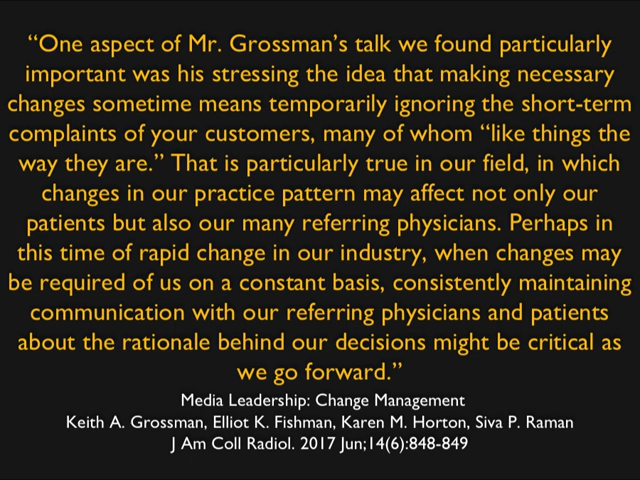 “One aspect of Mr. Grossman’s talk we found particularly
important was his stressing the idea that making necessary
changes sometime means temporarily ignoring the short-term
complaints of your customers, many of whom “like things the
way they are.” That is particularly true in our field, in which
changes in our practice pattern may affect not only our
patients but also our many referring physicians. Perhaps in
this time of rapid change in our industry, when changes may
be required of us on a constant basis, consistently maintaining
communication with our referring physicians and patients
about the rationale behind our decisions might be critical as
we go forward.”
Media Leadership: Change Management
Keith A. Grossman, Elliot K. Fishman, Karen M. Horton, Siva P. Raman
J Am Coll Radiol. 2017 Jun;14(6):848-849